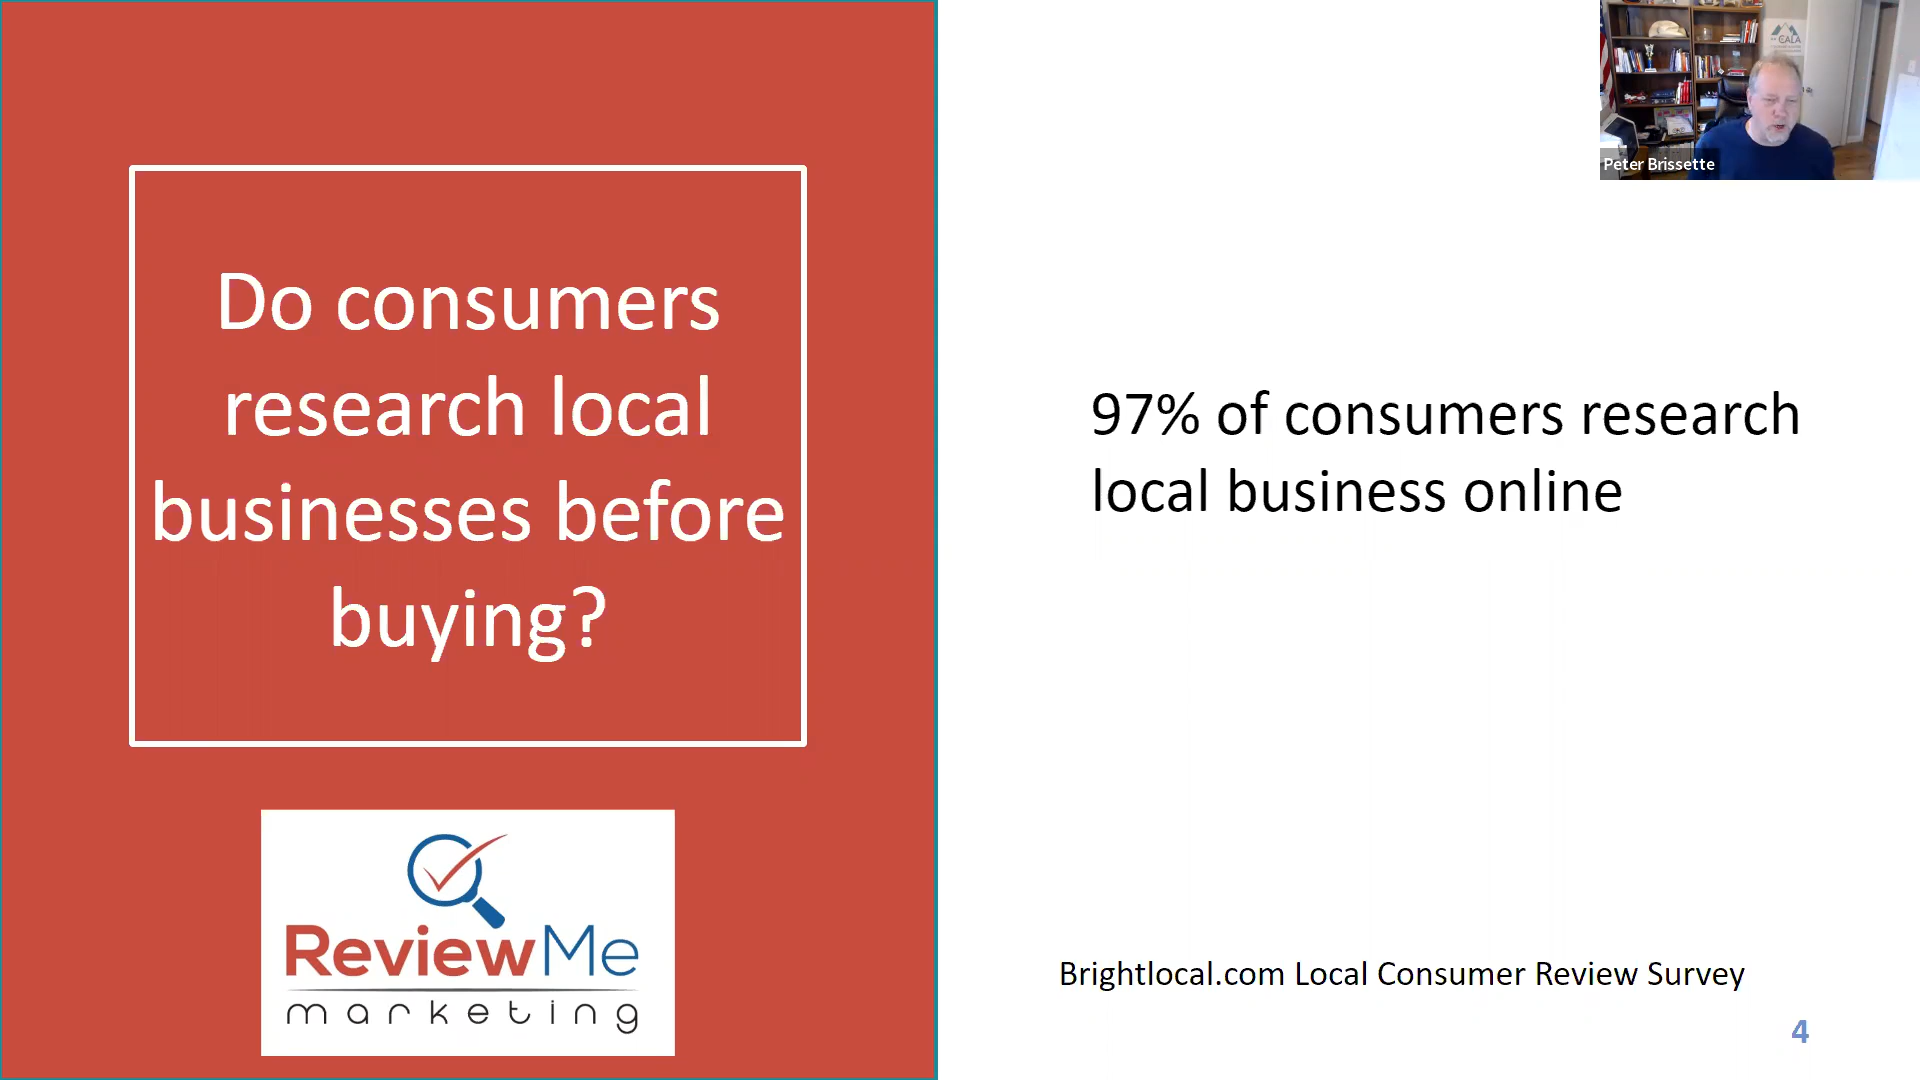 Do consumers
research local
businesses before
buying?
ReviewMe
marketing
97% of consumers research
local business online
Brightlocal.com Local Consumer Review Survey
4
CALA
Peter Brissette